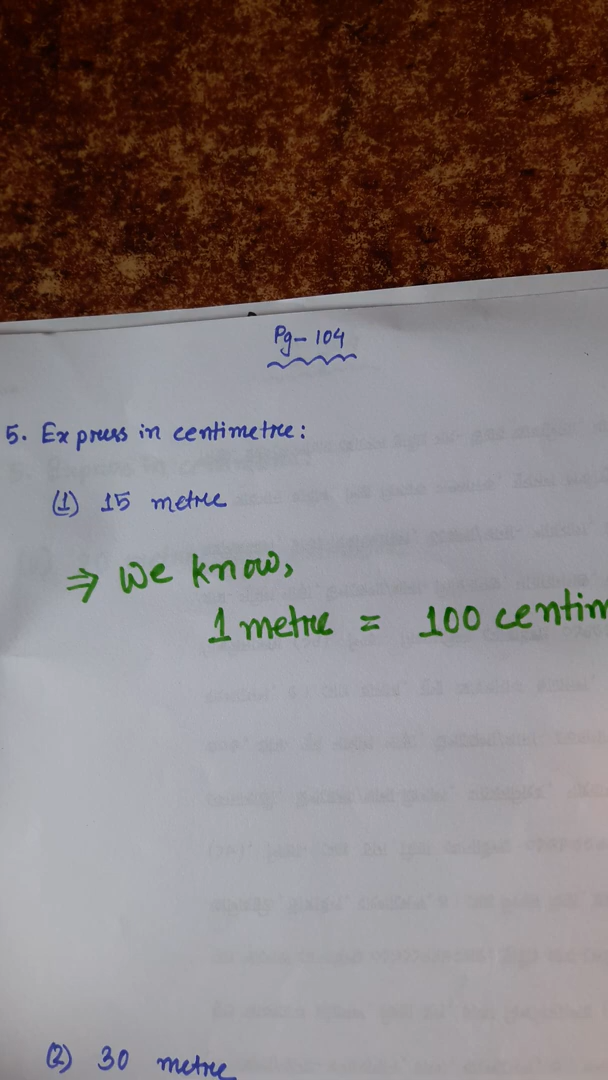 Pg- 104
5. Express in centimetre:
(1) 15 metre
⇒ We know,
1 metre = 100 centim
(2) 30 metre